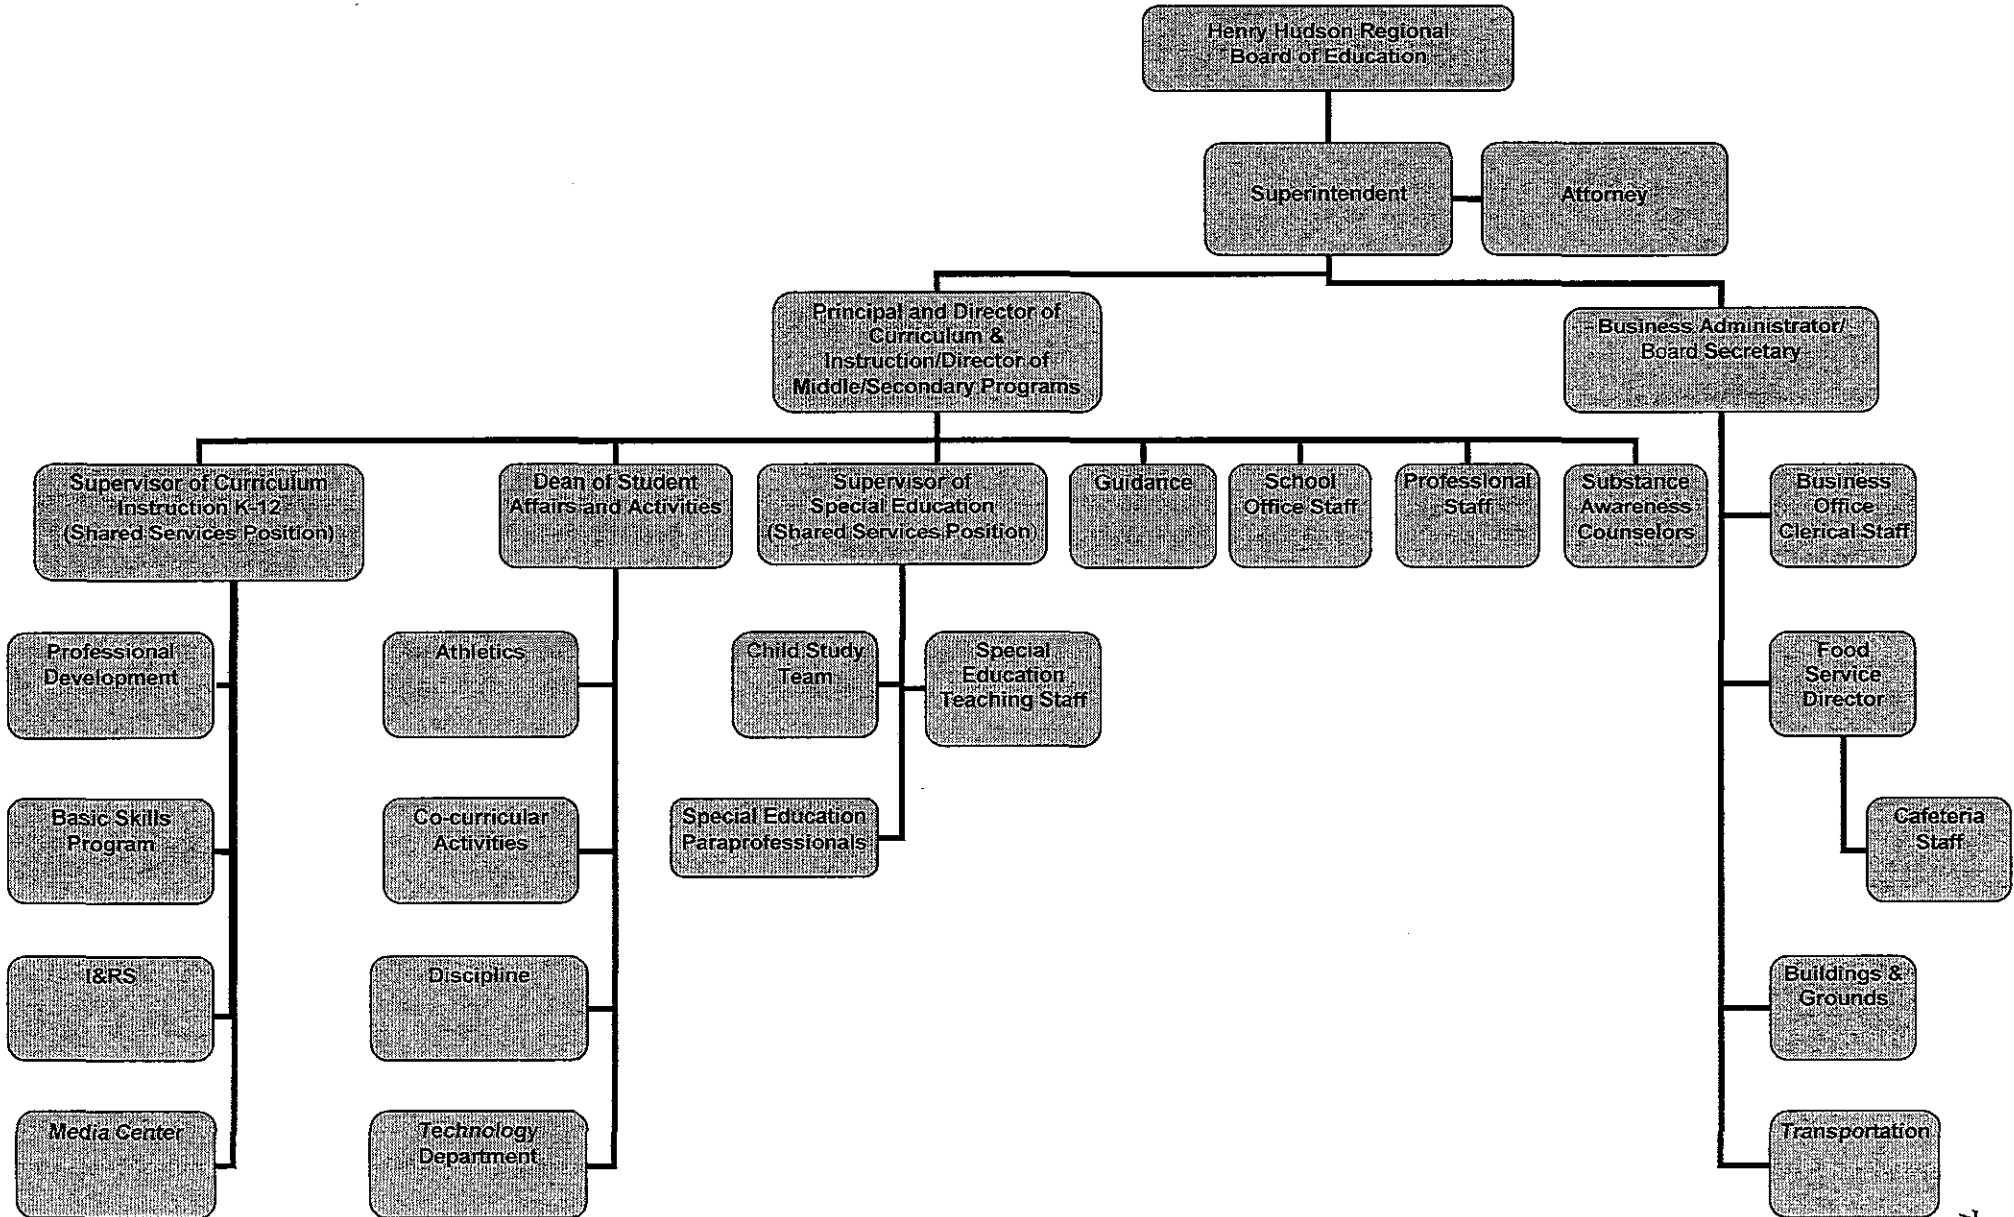 Henry Hudson Regional
Board of Education
Superintendent
Attorney
Principal and Director of
Curriculum &
Instruction/Director of
Middle/Secondary Programs
Business Administrator/
Board Secretary
Supervisor of Curriculum
Instruction K-12
(Shared Services Position)
Dean of Student
Affairs and Activities
Supervisor of
Special Education
(Shared Services Position)
Guidance
School
Office Staff
Professional
Staff
Substance
Awareness
Counselors
Business
Office
Clerical Staff
Professional
Development
Athletics
Child Study
Team
Special
Education
Teaching Staff
Food
Service
Director
Basic Skills
Program
Co-curricular
Activities
Special Education
Paraprofessionals
Cafeteria
Staff
I&RS
Discipline
Buildings &
Grounds
Media Center
Technology
Department
Transportation